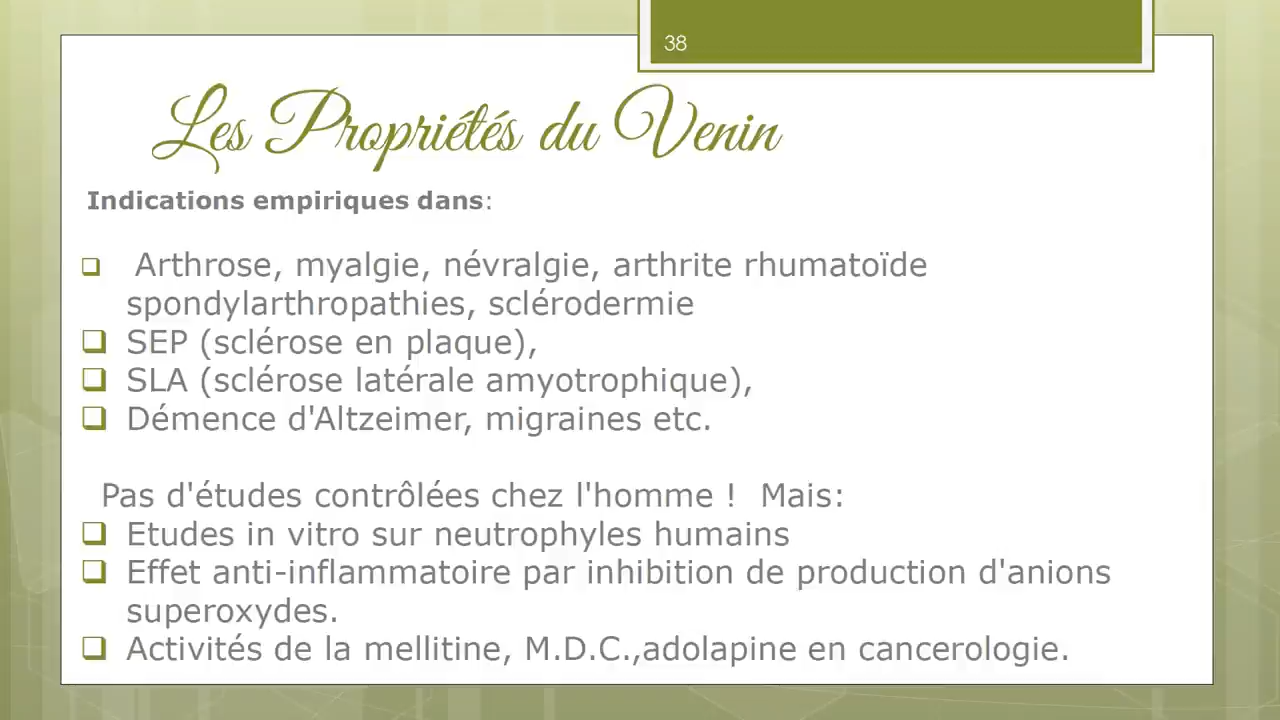 38
Les Propriétés du Venin
Indications empiriques dans:
Arthrose, myalgie, névralgie, arthrite rhumatoïde
spondylarthropathies, sclérodermie
SEP (sclérose en plaque),
SLA (sclérose latérale amyotrophique),
Démence d'Altzeimer, migraines etc.
Pas d'études contrôlées chez l'homme ! Mais:
Etudes in vitro sur neutrophyles humains
Effet anti-inflammatoire par inhibition de production d'anions
superoxydes.
Activités de la mellitine, M.D.C.,adolapine en cancerologie.